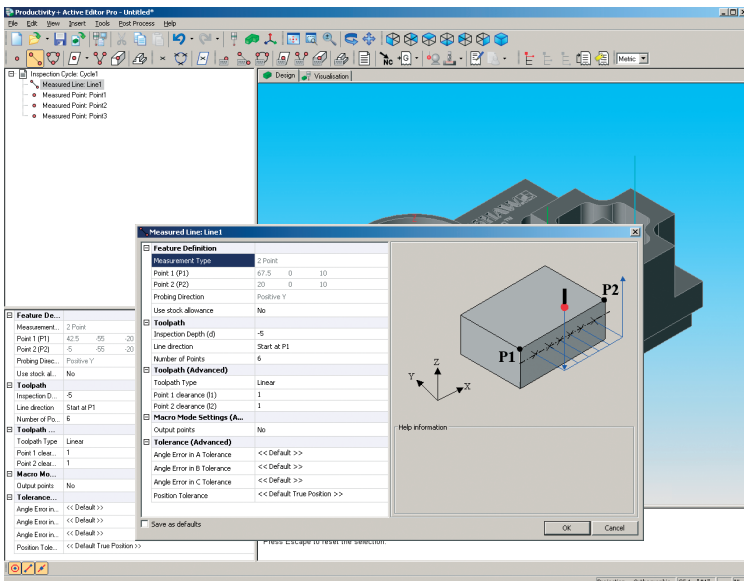 Productivity+ Active Editor Pro - Untitled*
File Edit View Insert Tools Post Process Help
NC +G Metric
Inspection Cycle: Cycle1
Measured Line: Line1
Measured Point: Point1
Measured Point: Point2
Measured Point: Point3
Design Visualisation
Feature De...
Measurement... 2 Point
Point 1 (P1) 42.5 -55 -20
Point 2 (P2) -5 -55 -20
Probing Direc... Positive Y
Use stock al... No
Toolpath
Inspection D... -5
Line direction Start at P1
Number of Po... 6
Toolpath ...
Toolpath Type Linear
Point 1 clear... 1
Point 2 clear... 1
Macro Mo...
Output points No
Tolerance...
Angle Error in... << Default >>
Angle Error in... << Default >>
Angle Error in... << Default >>
Position Tole... << Default True Position >>
Measured Line: Line1
Feature Definition
Measurement Type 2 Point
Point 1 (P1) 67.5 0 10
Point 2 (P2) 20 0 10
Probing Direction Positive Y
Use stock allowance No
Toolpath
Inspection Depth (d) -5
Line direction Start at P1
Number of Points 6
Toolpath (Advanced)
Toolpath Type Linear
Point 1 clearance (l1) 1
Point 2 clearance (l2) 1
Macro Mode Settings (A...
Output points No
Tolerance (Advanced)
Angle Error in A Tolerance << Default >>
Angle Error in B Tolerance << Default >>
Angle Error in C Tolerance << Default >>
Position Tolerance << Default True Position >>
P2
P1
Z
Y
X
Help information
Save as defaults
OK Cancel
Press Escape to reset the selection.